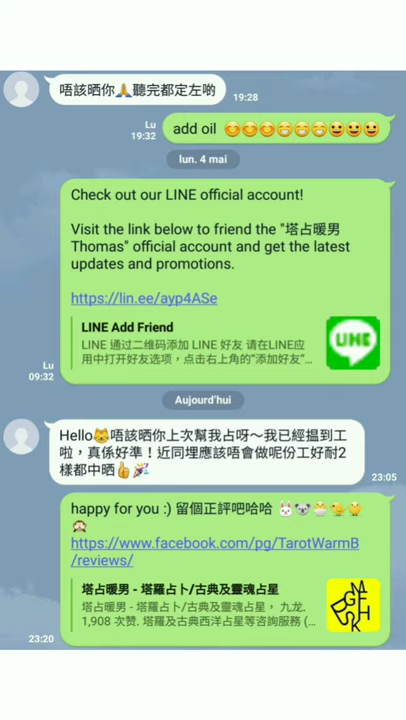 唔該晒你🙏聽完都定左啲
19:28
Lu
19:32
add oil 😊😊😊😁😁😁😀😀😀
lun. 4 mai
Check out our LINE official account!
Visit the link below to friend the "塔占暖男
Thomas" official account and get the latest
updates and promotions.
https://lin.ee/ayp4ASe
LINE Add Friend
LINE 通过二维码添加 LINE 好友 请在LINE应
用中打开好友选项，点击右上角的"添加好友"...
LINE
Lu
09:32
Aujourd'hui
Hello😸唔該晒你上次幫我占呀～我已經搵到工
啦，真係好準！近同埋應該唔會做呢份工好耐2
樣都中晒👍🎉
23:05
happy for you :) 留個正評吧哈哈 🐰🐨🐣🐤🐥
🙊
https://www.facebook.com/pg/TarotWarmB
/reviews/
塔占暖男 - 塔羅占卜/古典及靈魂占星
塔占暖男 - 塔羅占卜/古典及靈魂占星， 九龙.
1,908 次赞. 塔羅及古典西洋占星等咨詢服務 (...
23:20